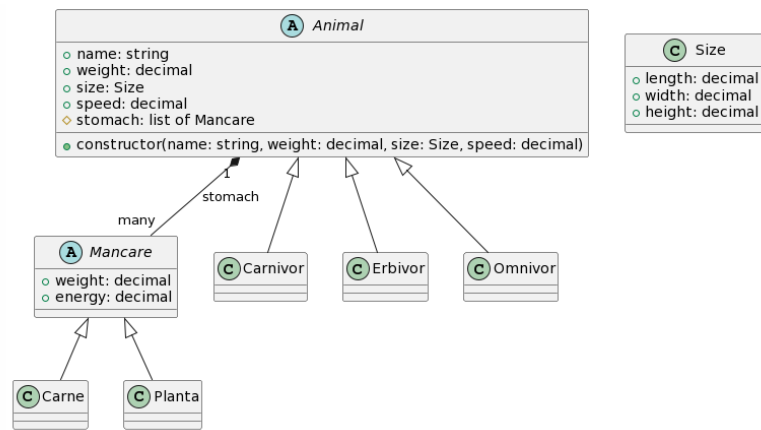 A Animal
name: string
weight: decimal
size: Size
speed: decimal
stomach: list of Mancare
constructor(name: string, weight: decimal, size: Size, speed: decimal)
C Size
length: decimal
width: decimal
height: decimal
1
stomach
many
A Mancare
weight: decimal
energy: decimal
C Carnivor
C Erbivor
C Omnivor
C Carne
C Planta